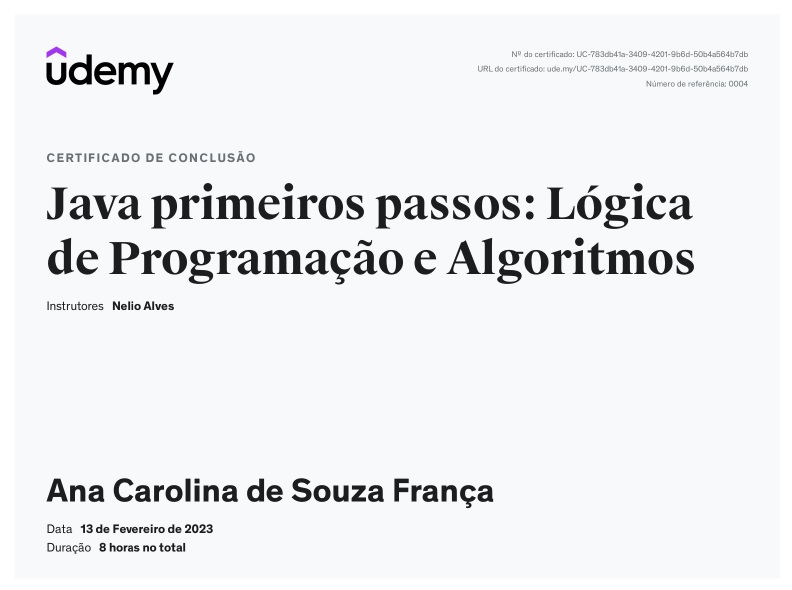 udemy
Nº do certificado: UC-783db41a-3409-4201-9b6d-50b4a564b7db
URL do certificado: ude.my/UC-783db41a-3409-4201-9b6d-50b4a564b7db
Número de referência: 0004
CERTIFICADO DE CONCLUSÃO
Java primeiros passos: Lógica
de Programação e Algoritmos
Instrutores Nelio Alves
Ana Carolina de Souza França
Data 13 de Fevereiro de 2023
Duração 8 horas no total